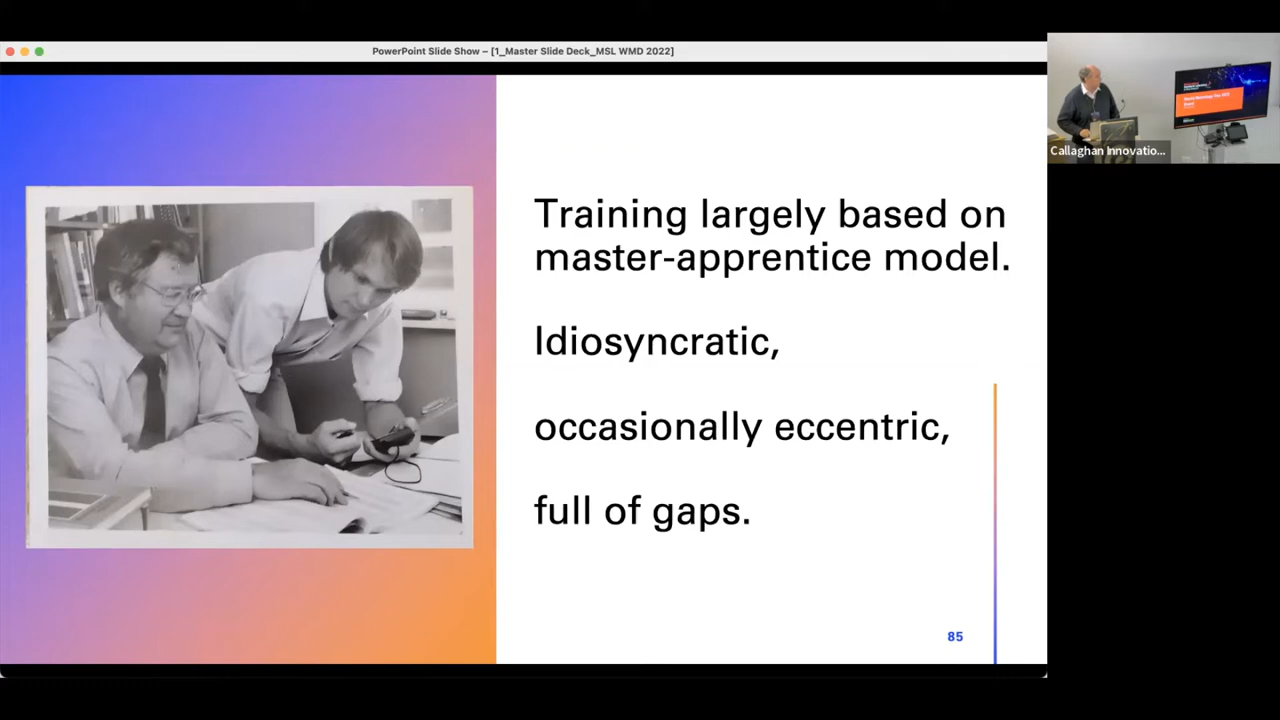 PowerPoint Slide Show – [1_Master Slide Deck_MSL WMD 2022]
Callaghan Innovatio...
Training largely based on
master-apprentice model.
Idiosyncratic,
occasionally eccentric,
full of gaps.
85